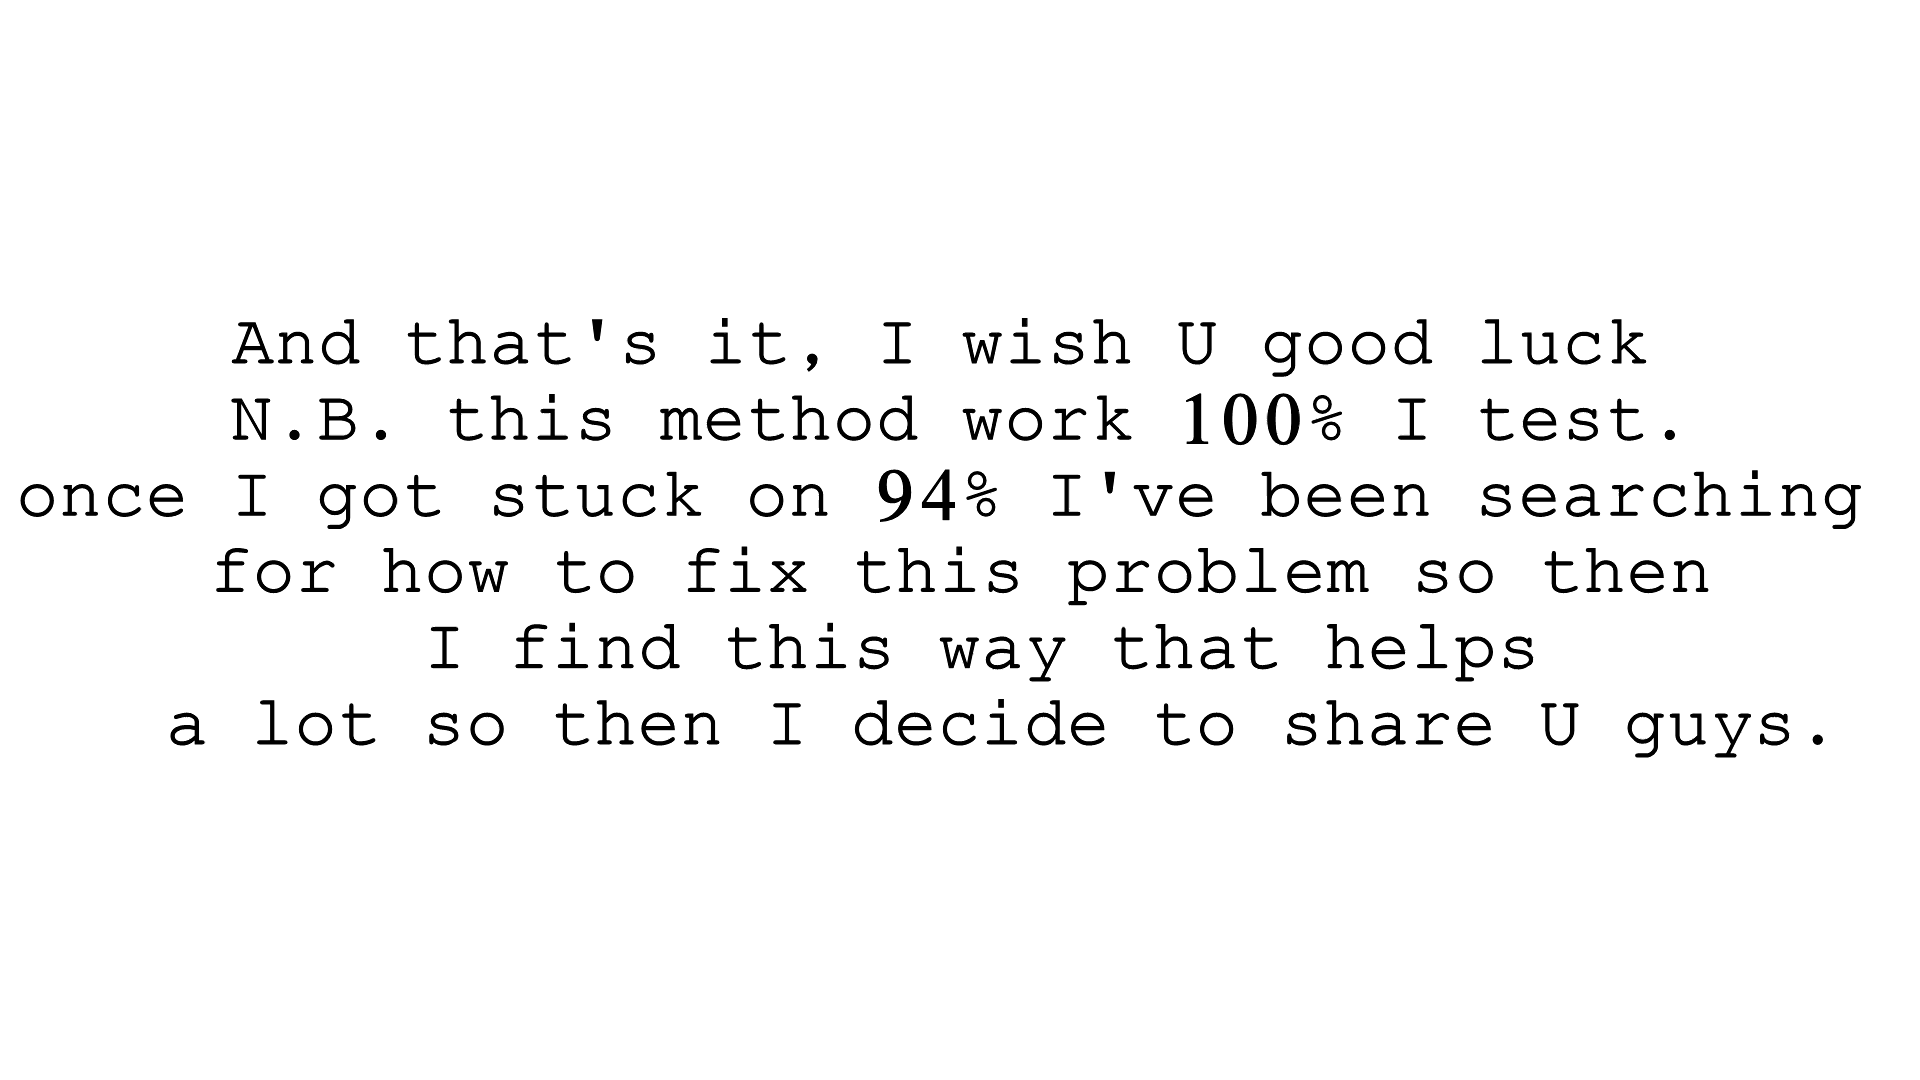 And that's it, I wish U good luck
N.B. this method work 100% I test.
once I got stuck on 94% I've been searching
for how to fix this problem so then
I find this way that helps
a lot so then I decide to share U guys.